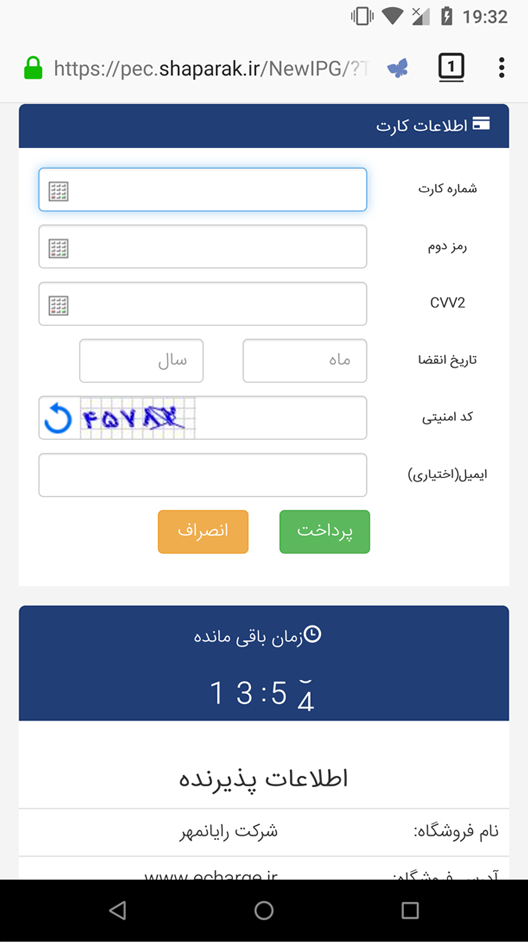 19:32
https://pec.shaparak.ir/NewIPG/?T
1
اطلاعات کارت
شماره کارت
رمز دوم
CVV2
تاریخ انقضا
ماه
سال
کد امنیتی
ایمیل(اختیاری)
پرداخت
انصراف
زمان باقی مانده
13:54
اطلاعات پذیرنده
نام فروشگاه:
شرکت رایانمهر
آدرس فروشگاه:
www.echarge.ir